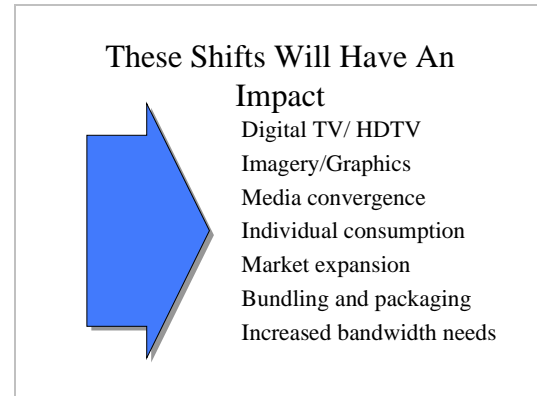 These Shifts Will Have An
Impact
Digital TV/ HDTV
Imagery/Graphics
Media convergence
Individual consumption
Market expansion
Bundling and packaging
Increased bandwidth needs